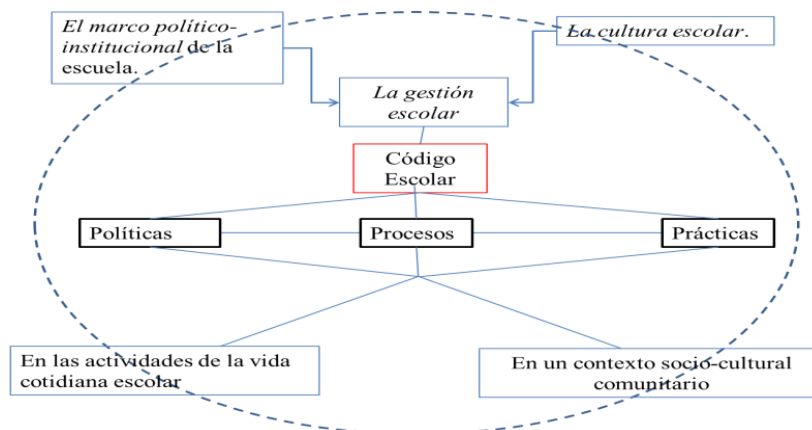 El marco político-
institucional de la
escuela.
La cultura escolar.
La gestión
escolar
Código
Escolar
Políticas
Procesos
Prácticas
En las actividades de la vida
cotidiana escolar
En un contexto socio-cultural
comunitario